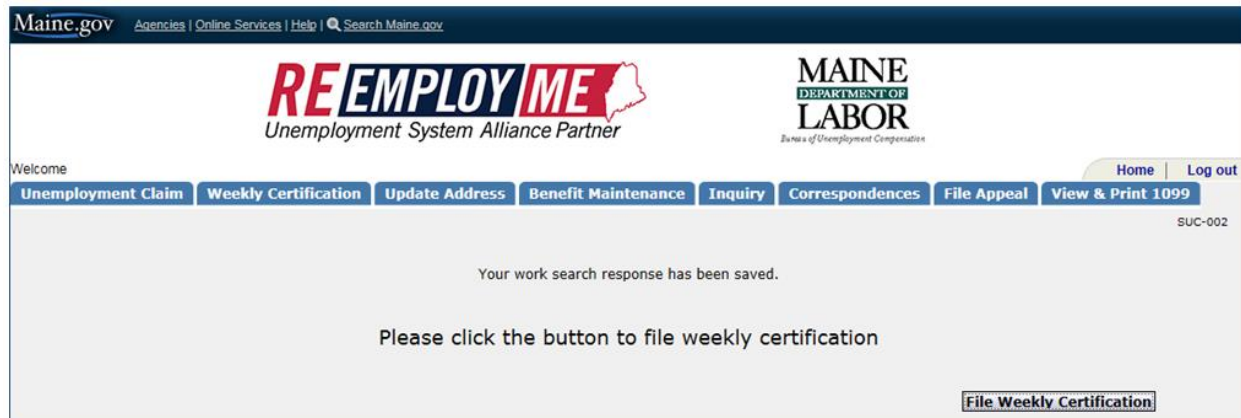 Maine.gov Agencies | Online Services | Help | Search Maine.gov
REEMPLOYME
Unemployment System Alliance Partner
MAINE
DEPARTMENT OF
LABOR
Bureau of Unemployment Compensation
Welcome
Home | Log out
Unemployment Claim Weekly Certification Update Address Benefit Maintenance Inquiry Correspondences File Appeal View & Print 1099
SUC-002
Your work search response has been saved.
Please click the button to file weekly certification
File Weekly Certification